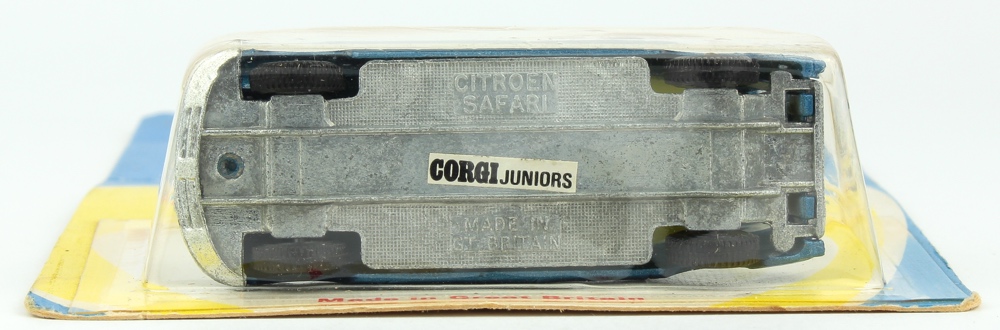 CITROEN
SAFARI
CORGI JUNIORS
MADE IN
GT BRITAIN
Made in Great Britain